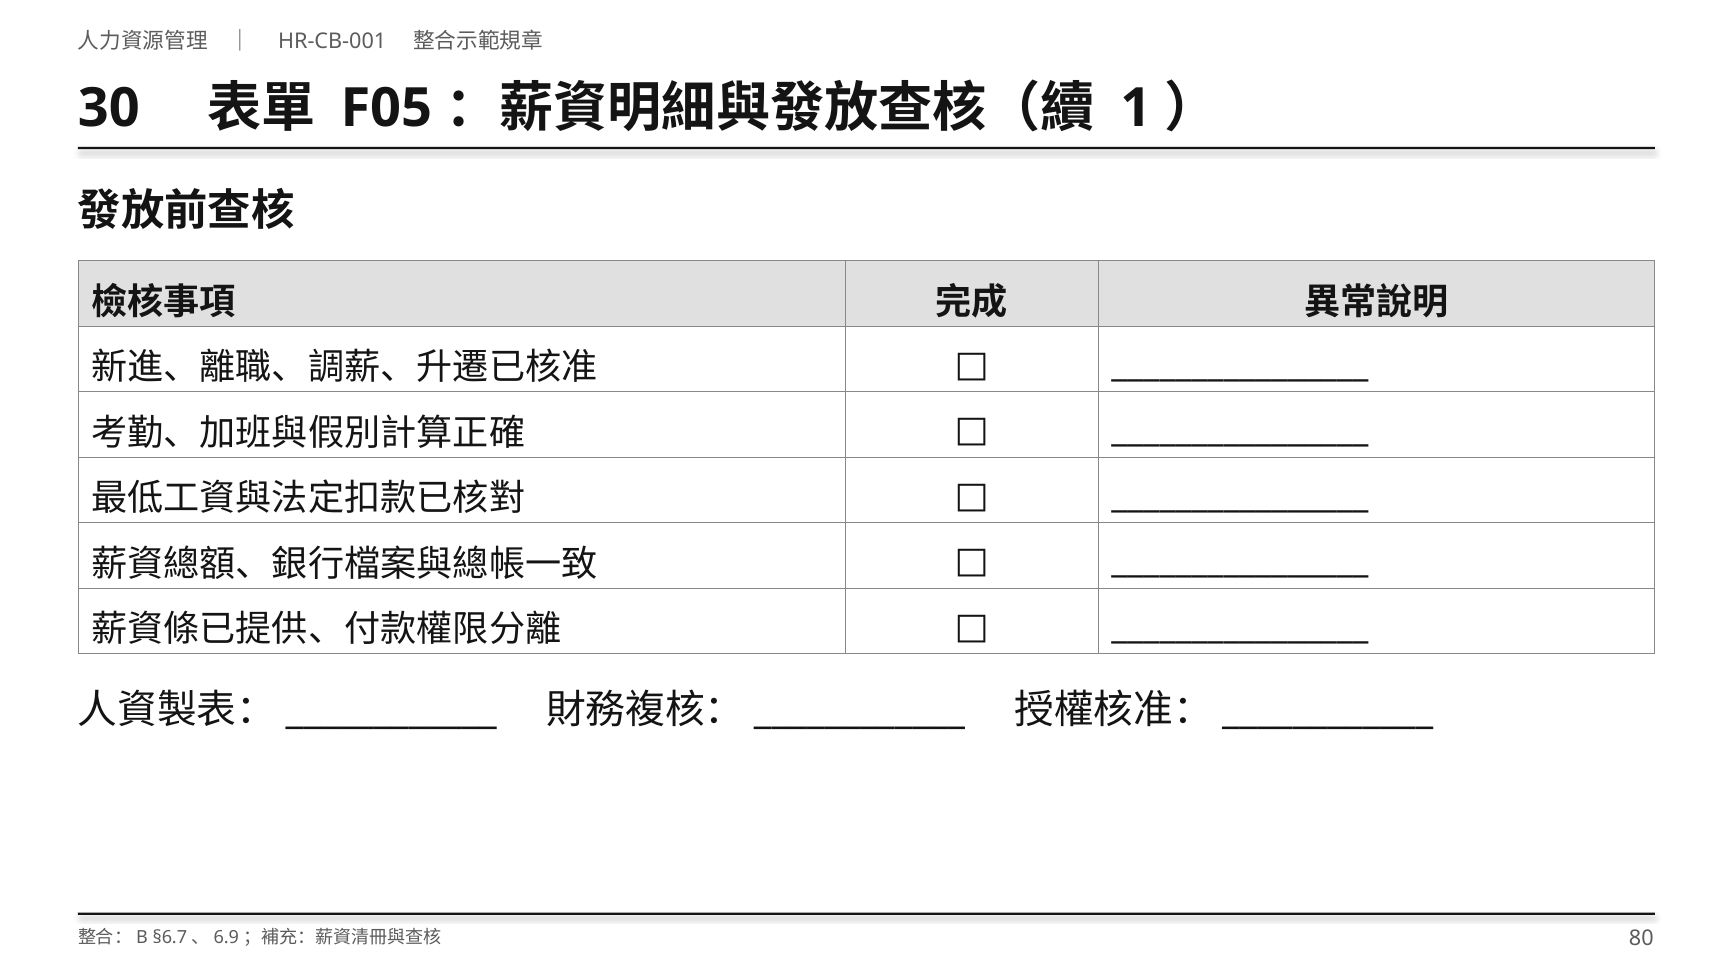 人力資源管理 ｜ HR-CB-001 整合示範規章
30 表單 F05：薪資明細與發放查核（續 1）
發放前查核
檢核事項 完成 異常說明
新進、離職、調薪、升遷已核准 □ ________________
考勤、加班與假別計算正確 □ ________________
最低工資與法定扣款已核對 □ ________________
薪資總額、銀行檔案與總帳一致 □ ________________
薪資條已提供、付款權限分離 □ ________________
人資製表：____________ 財務複核：____________ 授權核准：____________
整合：B §6.7、6.9；補充：薪資清冊與查核
80